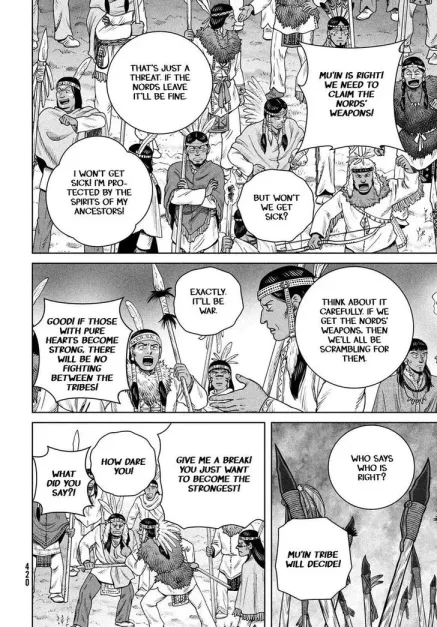 MU'IN IS RIGHT!
WE NEED TO
CLAIM THE
NORDS'
WEAPONS!
BUT WON'T
WE GET
SICK?
THAT'S JUST A
THREAT. IF THE
NORDS LEAVE
IT'LL BE FINE.
I WON'T GET
SICK! I'M PRO-
TECTED BY THE
SPIRITS OF MY
ANCESTORS!
THINK ABOUT IT
CAREFULLY. IF WE
GET THE NORDS'
WEAPONS, THEN
WE'LL ALL BE
SCRAMBLING FOR
THEM.
EXACTLY.
IT'LL BE
WAR.
GOOD! IF THOSE
WITH PURE
HEARTS BECOME
STRONG, THERE
WILL BE NO
FIGHTING
BETWEEN THE
TRIBES!
WHO SAYS
WHO IS
RIGHT?
MU'IN TRIBE
WILL DECIDE!
GIVE ME A BREAK!
YOU JUST WANT
TO BECOME THE
STRONGEST!
HOW DARE
YOU!
WHAT
DID YOU
SAY?!
420